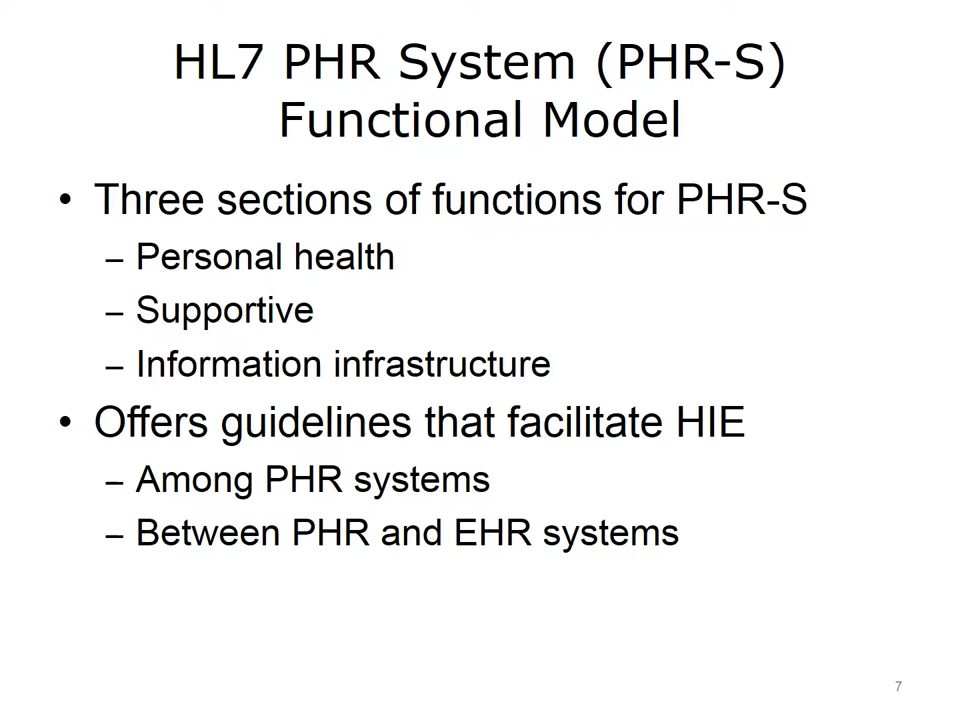 HL7 PHR System (PHR-S)
Functional Model
• Three sections of functions for PHR-S
– Personal health
– Supportive
– Information infrastructure
• Offers guidelines that facilitate HIE
– Among PHR systems
– Between PHR and EHR systems
7